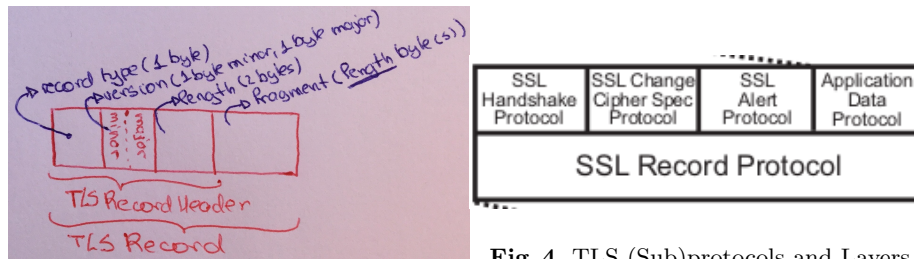 record type (1 byte)
version (1 byte minor, 1 byte major)
length (2 bytes)
fragment (length byte(s))
minor
major
TLS Record Header
TLS Record
SSL Handshake Protocol
SSL Change Cipher Spec Protocol
SSL Alert Protocol
Application Data Protocol
SSL Record Protocol
Fig. 4. TLS (Sub)protocols and Layers